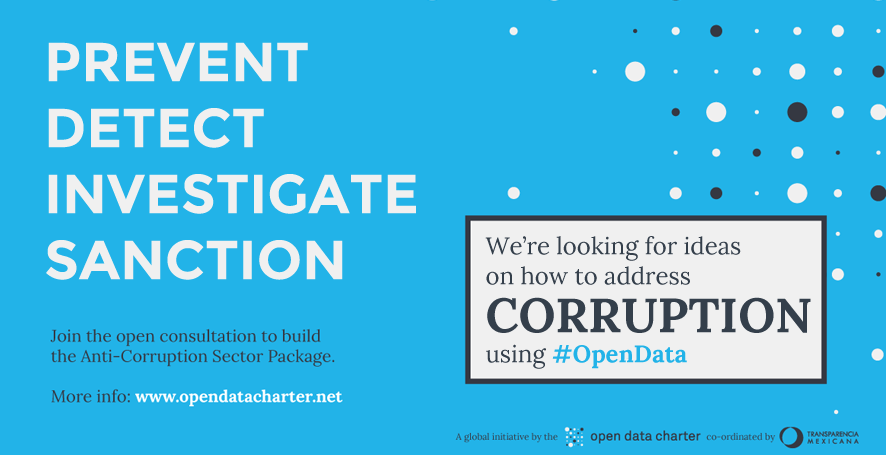 PREVENT
DETECT
INVESTIGATE
SANCTION
Join the open consultation to build
the Anti-Corruption Sector Package.
More info: www.opendatacharter.net
We're looking for ideas
on how to address
CORRUPTION
using #OpenData
A global initiative by the open data charter co-ordinated by TRANSPARENCIA
MEXICANA